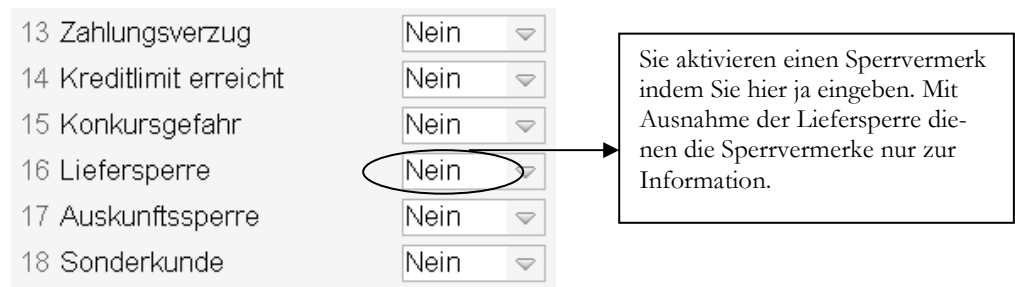 13 Zahlungsverzug Nein
14 Kreditlimit erreicht Nein
15 Konkursgefahr Nein
16 Liefersperre Nein
17 Auskunftssperre Nein
18 Sonderkunde Nein
Sie aktivieren einen Sperrvermerk
indem Sie hier ja eingeben. Mit
Ausnahme der Liefersperre die-
nen die Sperrvermerke nur zur
Information.